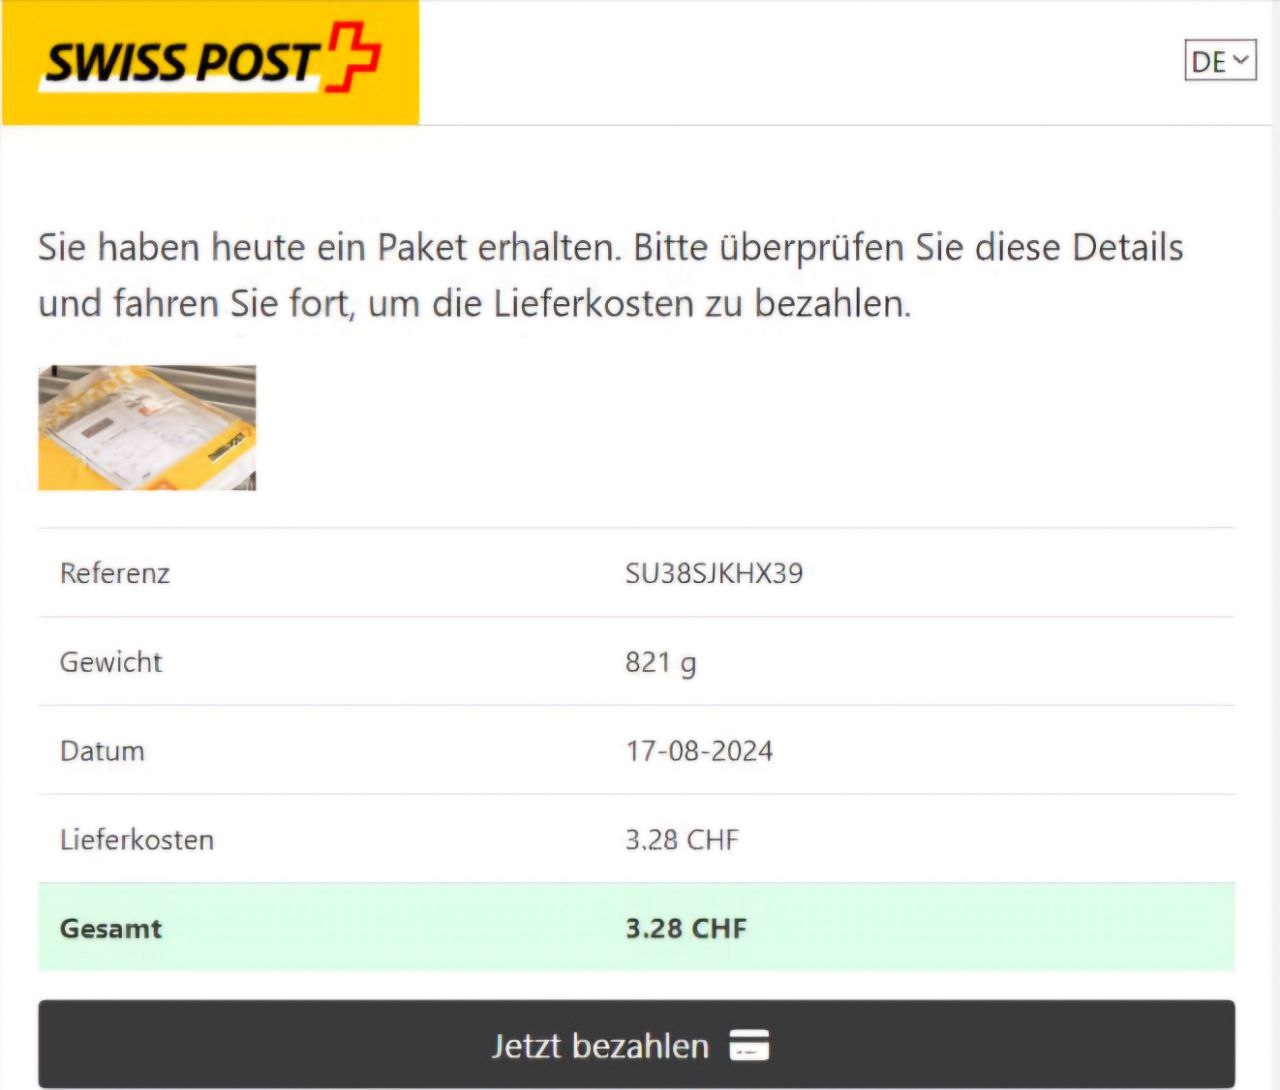 SWISS POST
DE
Sie haben heute ein Paket erhalten. Bitte überprüfen Sie diese Details
und fahren Sie fort, um die Lieferkosten zu bezahlen.
Referenz SU38SJKHX39
Gewicht 821 g
Datum 17-08-2024
Lieferkosten 3.28 CHF
Gesamt 3.28 CHF
Jetzt bezahlen